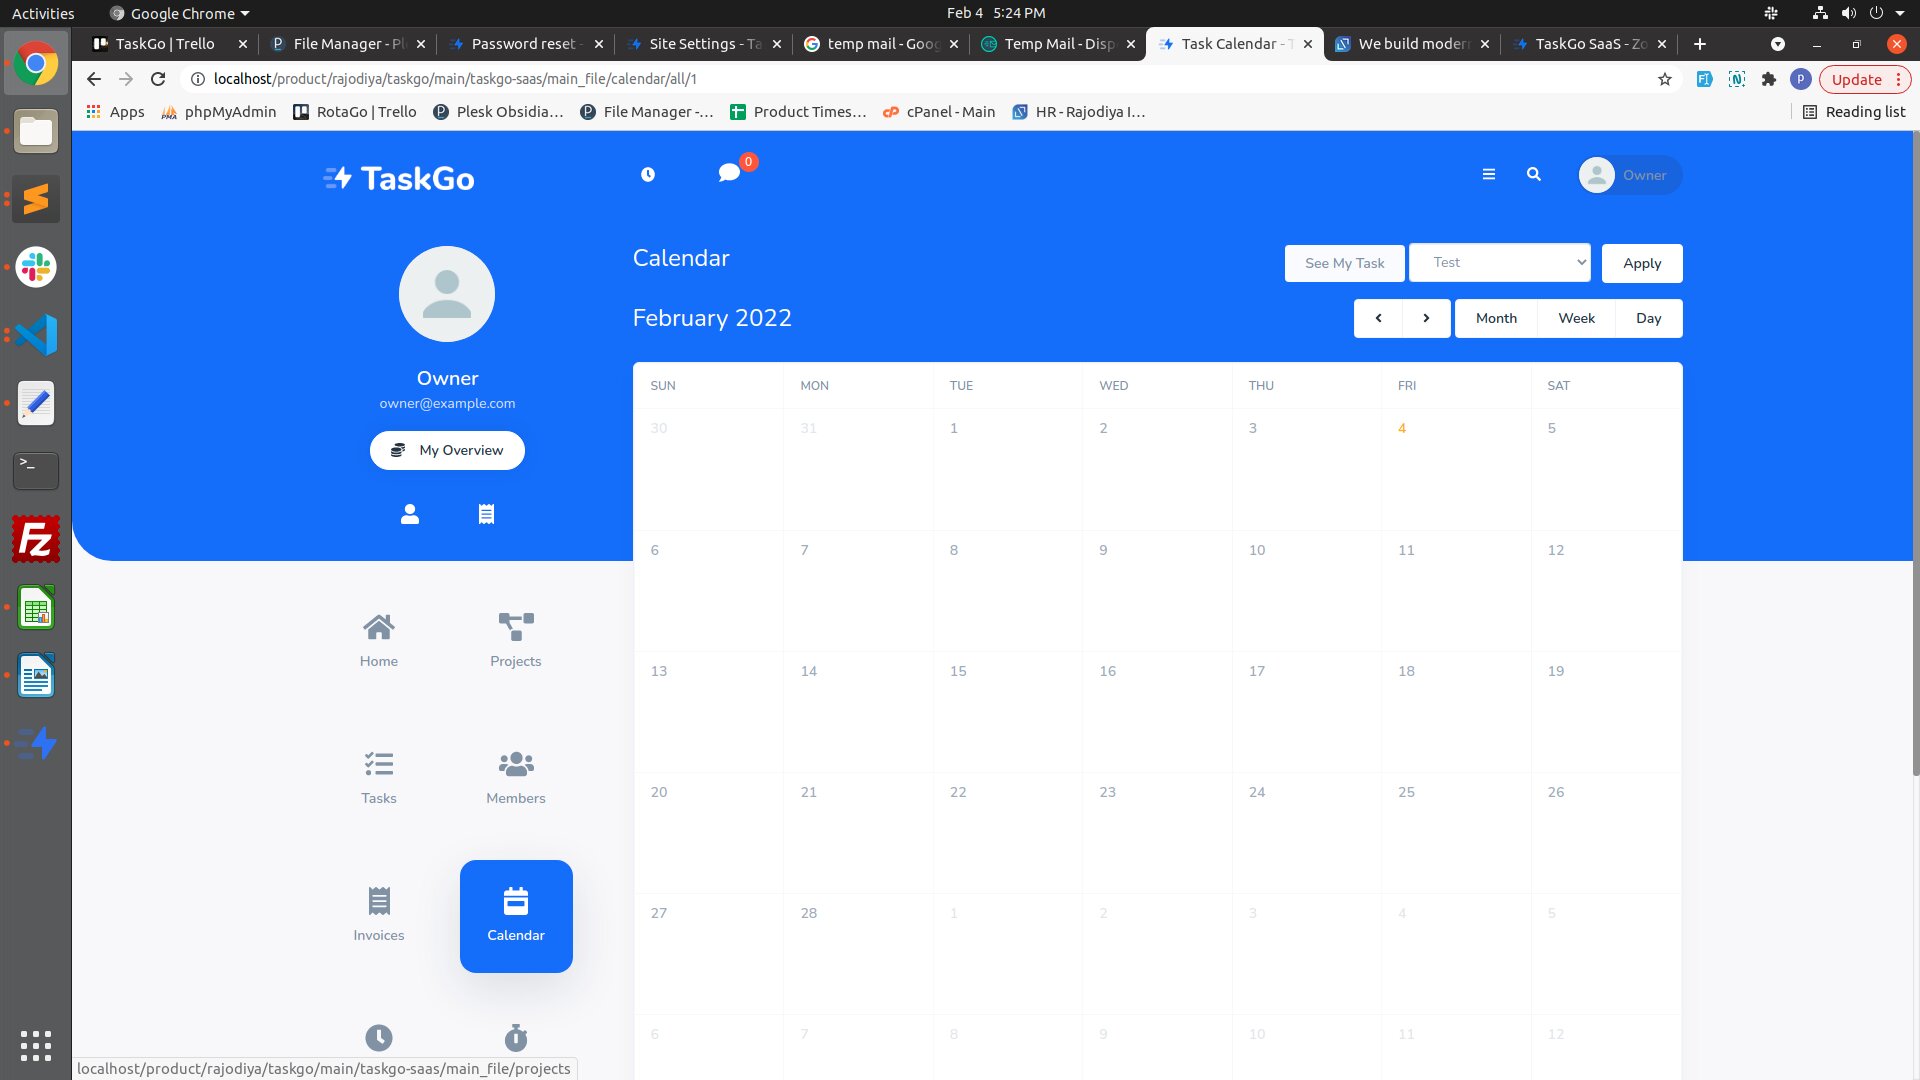 Activities Google Chrome Feb 4 5:24 PM
TaskGo | Trello File Manager - Pl Password reset - Site Settings - Ta temp mail - Goog Temp Mail - Disp Task Calendar - T We build moder TaskGo SaaS - Zo
localhost/product/rajodiya/taskgo/main/taskgo-saas/main_file/calendar/all/1 P Update
Apps phpMyAdmin RotaGo | Trello Plesk Obsidia... File Manager -... Product Times... cPanel - Main HR - Rajodiya I... Reading list
TaskGo 0 Owner
Calendar See My Task Test Apply
February 2022 Month Week Day
Owner
owner@example.com
My Overview
SUN MON TUE WED THU FRI SAT
30 31 1 2 3 4 5
6 7 8 9 10 11 12
13 14 15 16 17 18 19
20 21 22 23 24 25 26
27 28 1 2 3 4 5
6 7 8 9 10 11 12
Home Projects
Tasks Members
Invoices Calendar
localhost/product/rajodiya/taskgo/main/taskgo-saas/main_file/projects